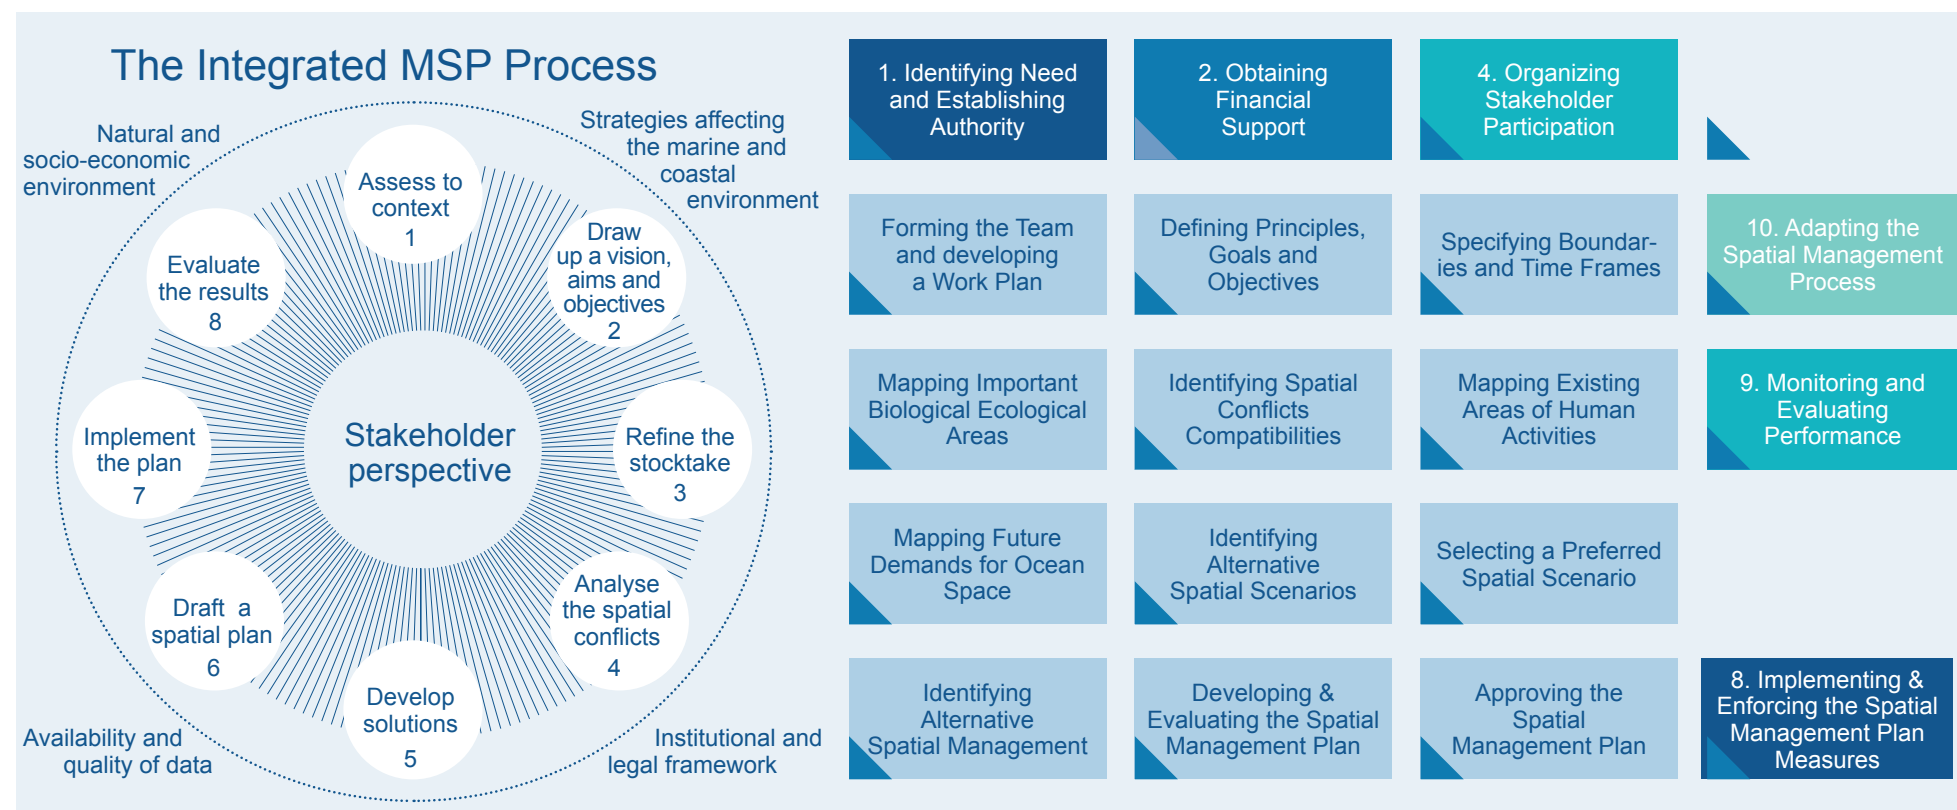 The Integrated MSP Process
Natural and
socio-economic
environment
Strategies affecting
the marine and
coastal
environment
Assess to
context
1
Draw
up a vision,
aims and
objectives
2
Refine the
stocktake
3
Analyse
the spatial
conflicts
4
Develop
solutions
5
Draft a
spatial plan
6
Implement
the plan
7
Evaluate
the results
8
Stakeholder
perspective
Availability and
quality of data
Institutional and
legal framework
1. Identifying Need
and Establishing
Authority
2. Obtaining
Financial
Support
4. Organizing
Stakeholder
Participation
Forming the Team
and developing
a Work Plan
Defining Principles,
Goals and
Objectives
Specifying Boundar-
ies and Time Frames
10. Adapting the
Spatial Management
Process
Mapping Important
Biological Ecological
Areas
Identifying Spatial
Conflicts
Compatibilities
Mapping Existing
Areas of Human
Activities
9. Monitoring and
Evaluating
Performance
Mapping Future
Demands for Ocean
Space
Identifying
Alternative
Spatial Scenarios
Selecting a Preferred
Spatial Scenario
Identifying
Alternative
Spatial Management
Developing &
Evaluating the Spatial
Management Plan
Approving the
Spatial
Management Plan
8. Implementing &
Enforcing the Spatial
Management Plan
Measures